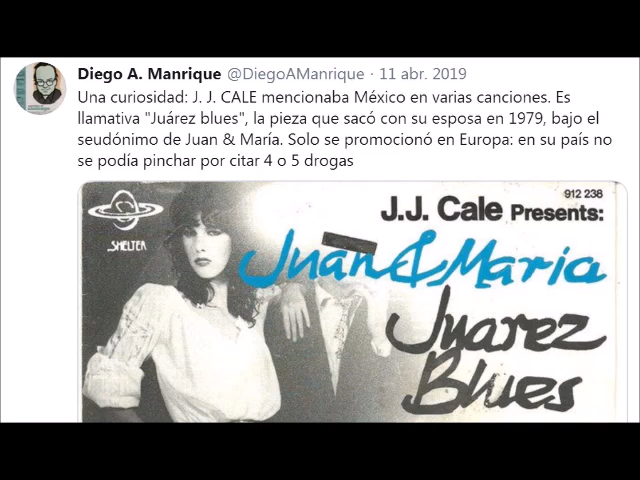 Diego A. Manrique @DiegoAManrique · 11 abr. 2019
Una curiosidad: J. J. CALE mencionaba México en varias canciones. Es
llamativa "Juárez blues", la pieza que sacó con su esposa en 1979, bajo el
seudónimo de Juan & María. Solo se promocionó en Europa: en su país no
se podía pinchar por citar 4 o 5 drogas
912 238
J.J. Cale Presents:
SHELTER
Juan & Maria
Juarez
Blues